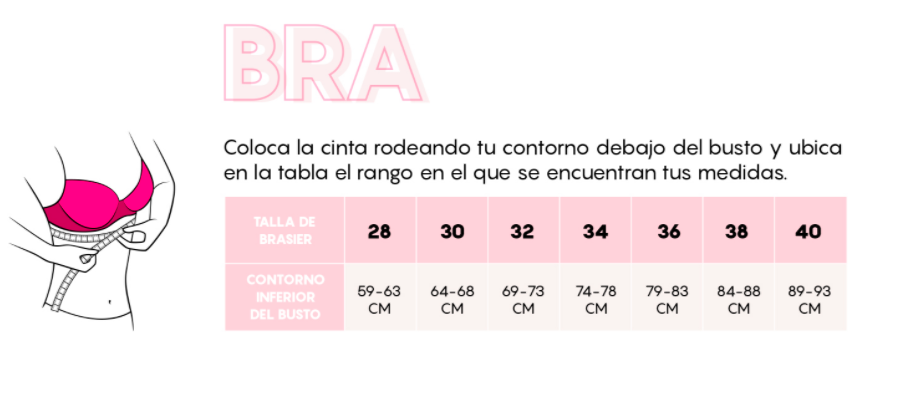 BRA
Coloca la cinta rodeando tu contorno debajo del busto y ubica
en la tabla el rango en el que se encuentran tus medidas.
TALLA DE
BRASIER
28 30 32 34 36 38 40
CONTORNO
INFERIOR
DEL BUSTO
59-63 64-68 69-73 74-78 79-83 84-88 89-93
CM CM CM CM CM CM CM